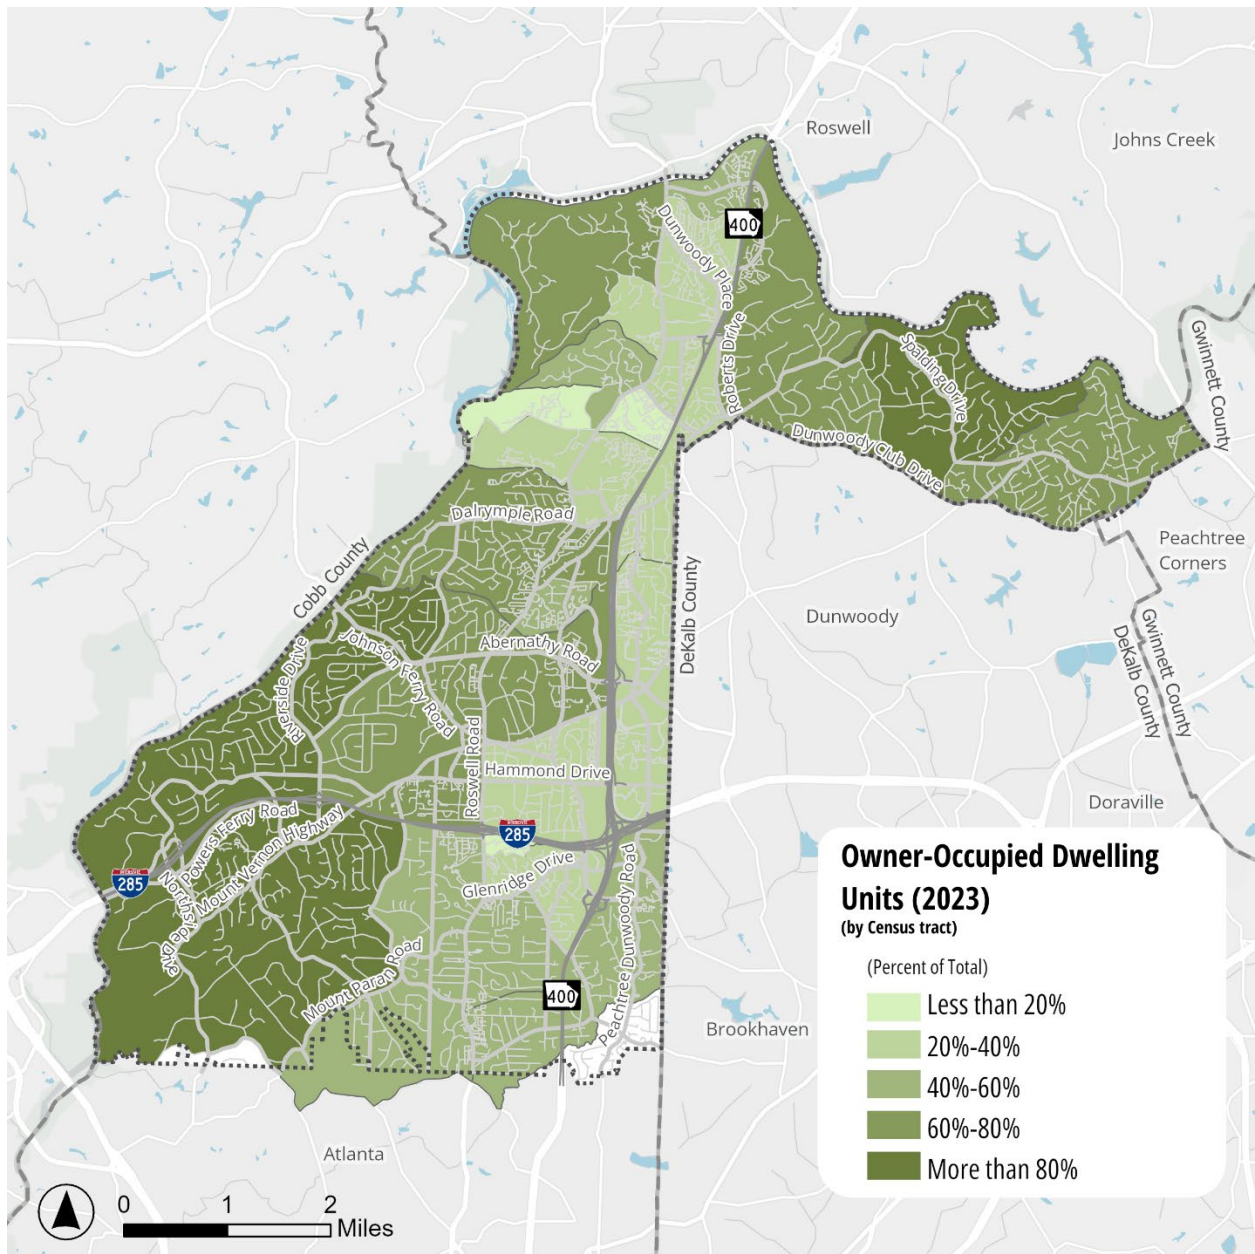 Roswell
Johns Creek
400
Dunwoody Place
Roberts Drive
Spalding Drive
Gwinnett County
Dunwoody Club Drive
Dalrymple Road
Peachtree
Corners
Cobb County
DeKalb County
Dunwoody
Gwinnett County
DeKalb County
Johnson Ferry Road
Abernathy Road
Riverside Drive
Roswell Road
Hammond Drive
Doraville
Powers Ferry Road
Mount Vernon Highway
285
285
Northside Drive
Glenridge Drive
Peachtree Dunwoody Road
Mount Paran Road
400
Brookhaven
Atlanta
Owner-Occupied Dwelling
Units (2023)
(by Census tract)
(Percent of Total)
Less than 20%
20%-40%
40%-60%
60%-80%
More than 80%
0 1 2
Miles